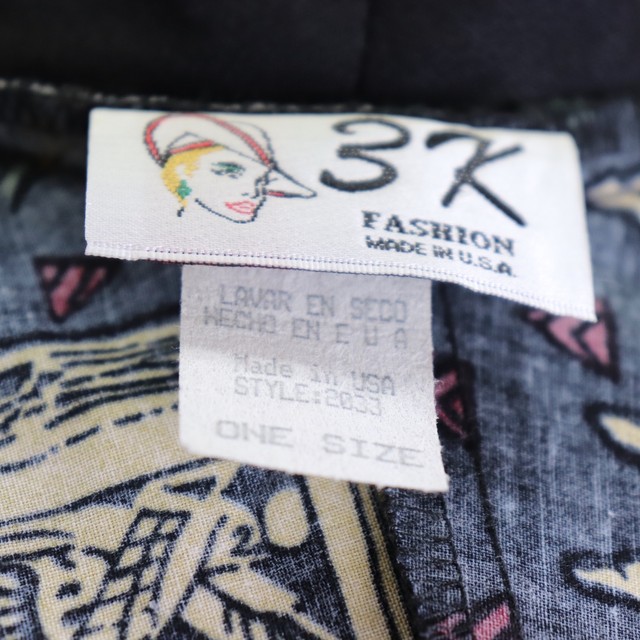 3K
FASHION
MADE IN U.S.A.
LAVAR EN SECO
HECHO EN E U A
Made in USA
STYLE:2033
ONE SIZE